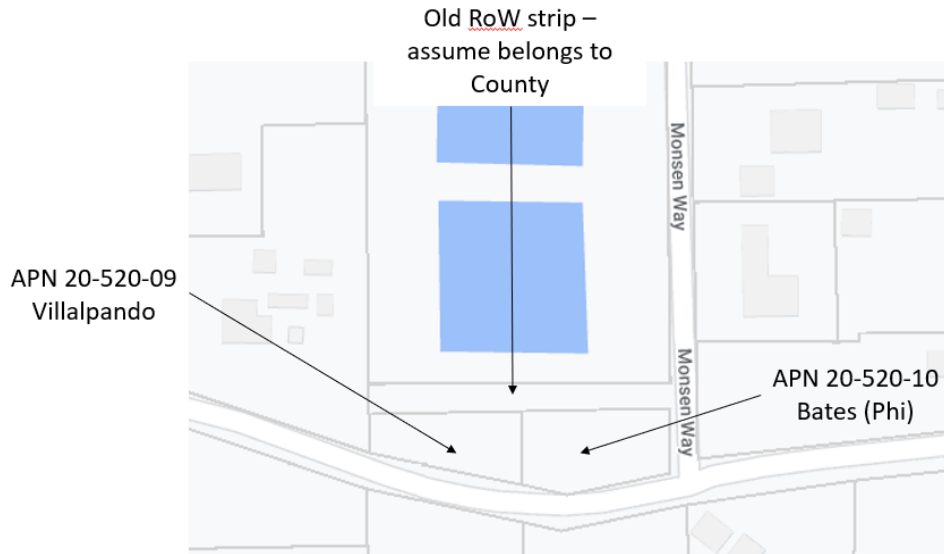 Old RoW strip –
assume belongs to
County
Monsen Way
APN 20-520-09
Villalpando
Monsen Way
APN 20-520-10
Bates (Phi)